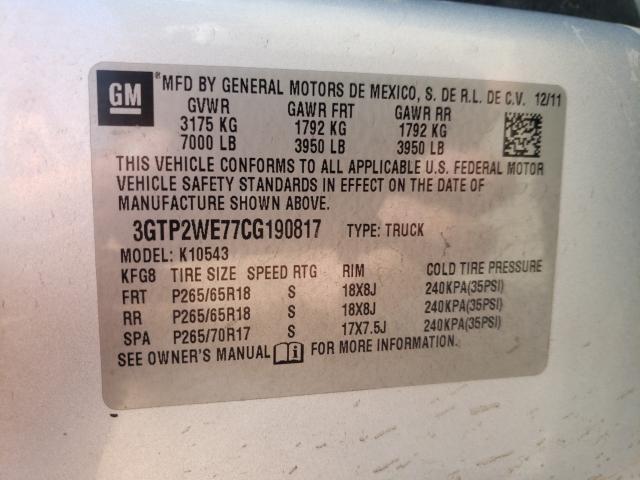 GM
® MFD BY GENERAL MOTORS DE MEXICO, S. DE R.L. DE C.V. 12/11
GVWR GAWR FRT GAWR RR
3175 KG 1792 KG 1792 KG
7000 LB 3950 LB 3950 LB
THIS VEHICLE CONFORMS TO ALL APPLICABLE U.S. FEDERAL MOTOR
VEHICLE SAFETY STANDARDS IN EFFECT ON THE DATE OF
MANUFACTURE SHOWN ABOVE.
3GTP2WE77CG190817 TYPE: TRUCK
MODEL: K10543
KFG8 TIRE SIZE SPEED RTG RIM COLD TIRE PRESSURE
FRT P265/65R18 S 18X8J 240KPA(35PSI)
RR P265/65R18 S 18X8J 240KPA(35PSI)
SPA P265/70R17 S 17X7.5J 240KPA(35PSI)
SEE OWNER'S MANUAL i FOR MORE INFORMATION.